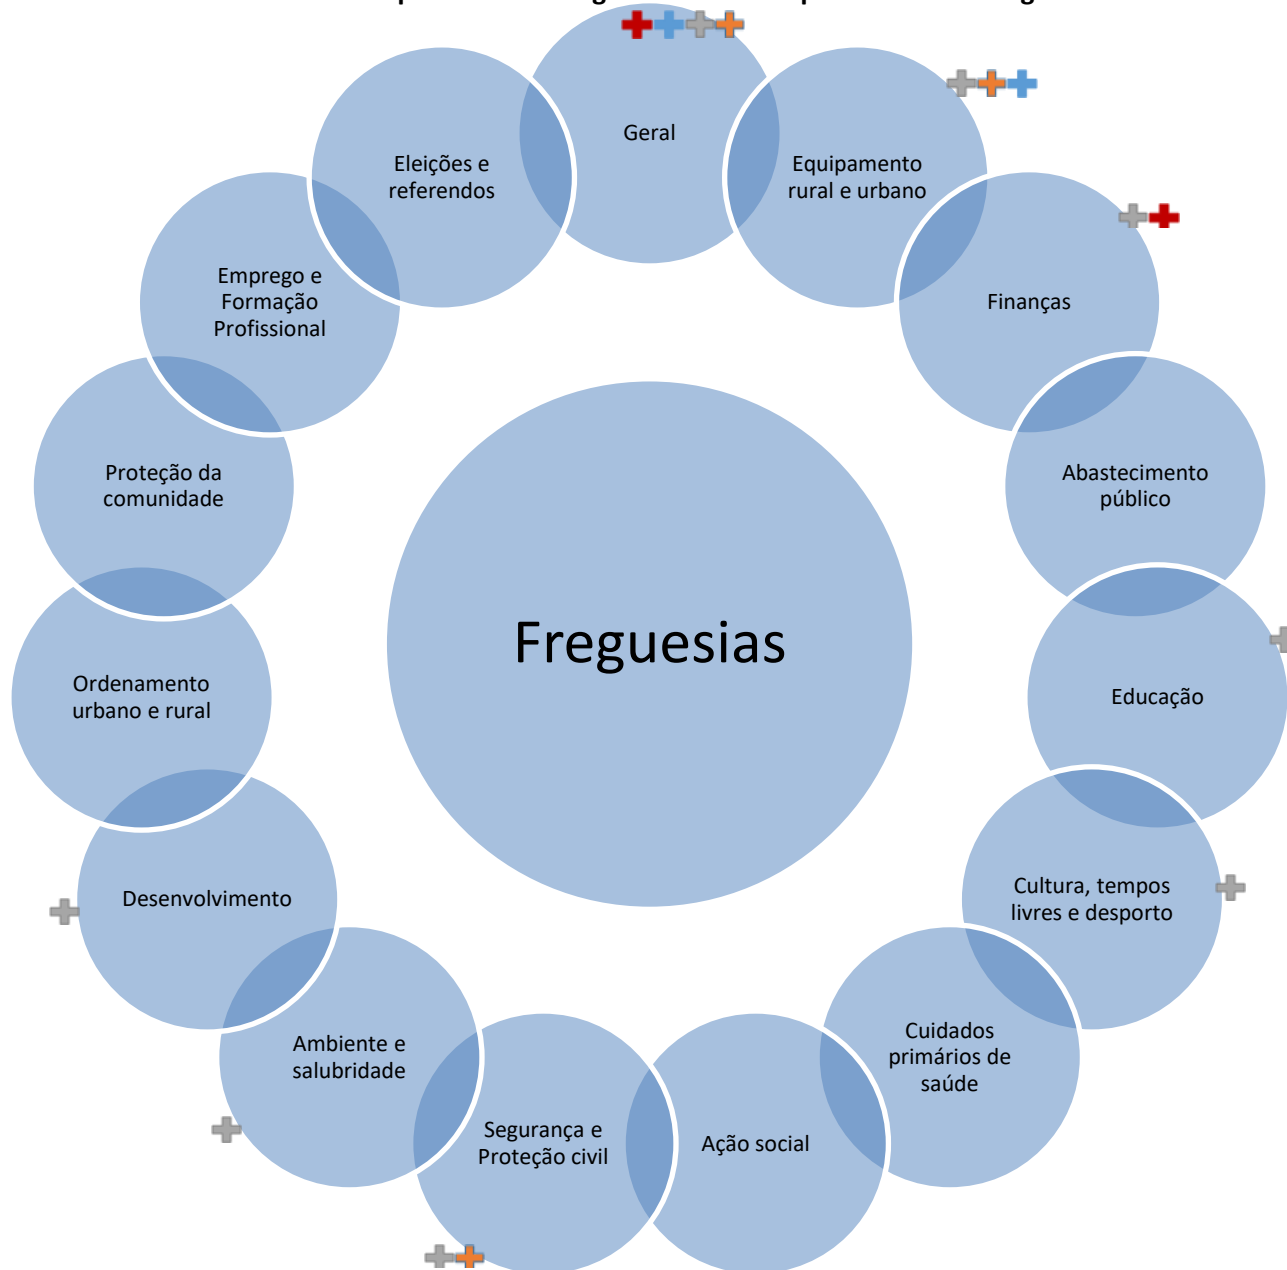 Geral
Equipamento
rural e urbano
Finanças
Abastecimento
público
Educação
Cultura, tempos
livres e desporto
Cuidados
primários de
saúde
Ação social
Segurança e
Proteção civil
Ambiente e
salubridade
Desenvolvimento
Ordenamento
urbano e rural
Proteção da
comunidade
Emprego e
Formação
Profissional
Eleições e
referendos
Freguesias